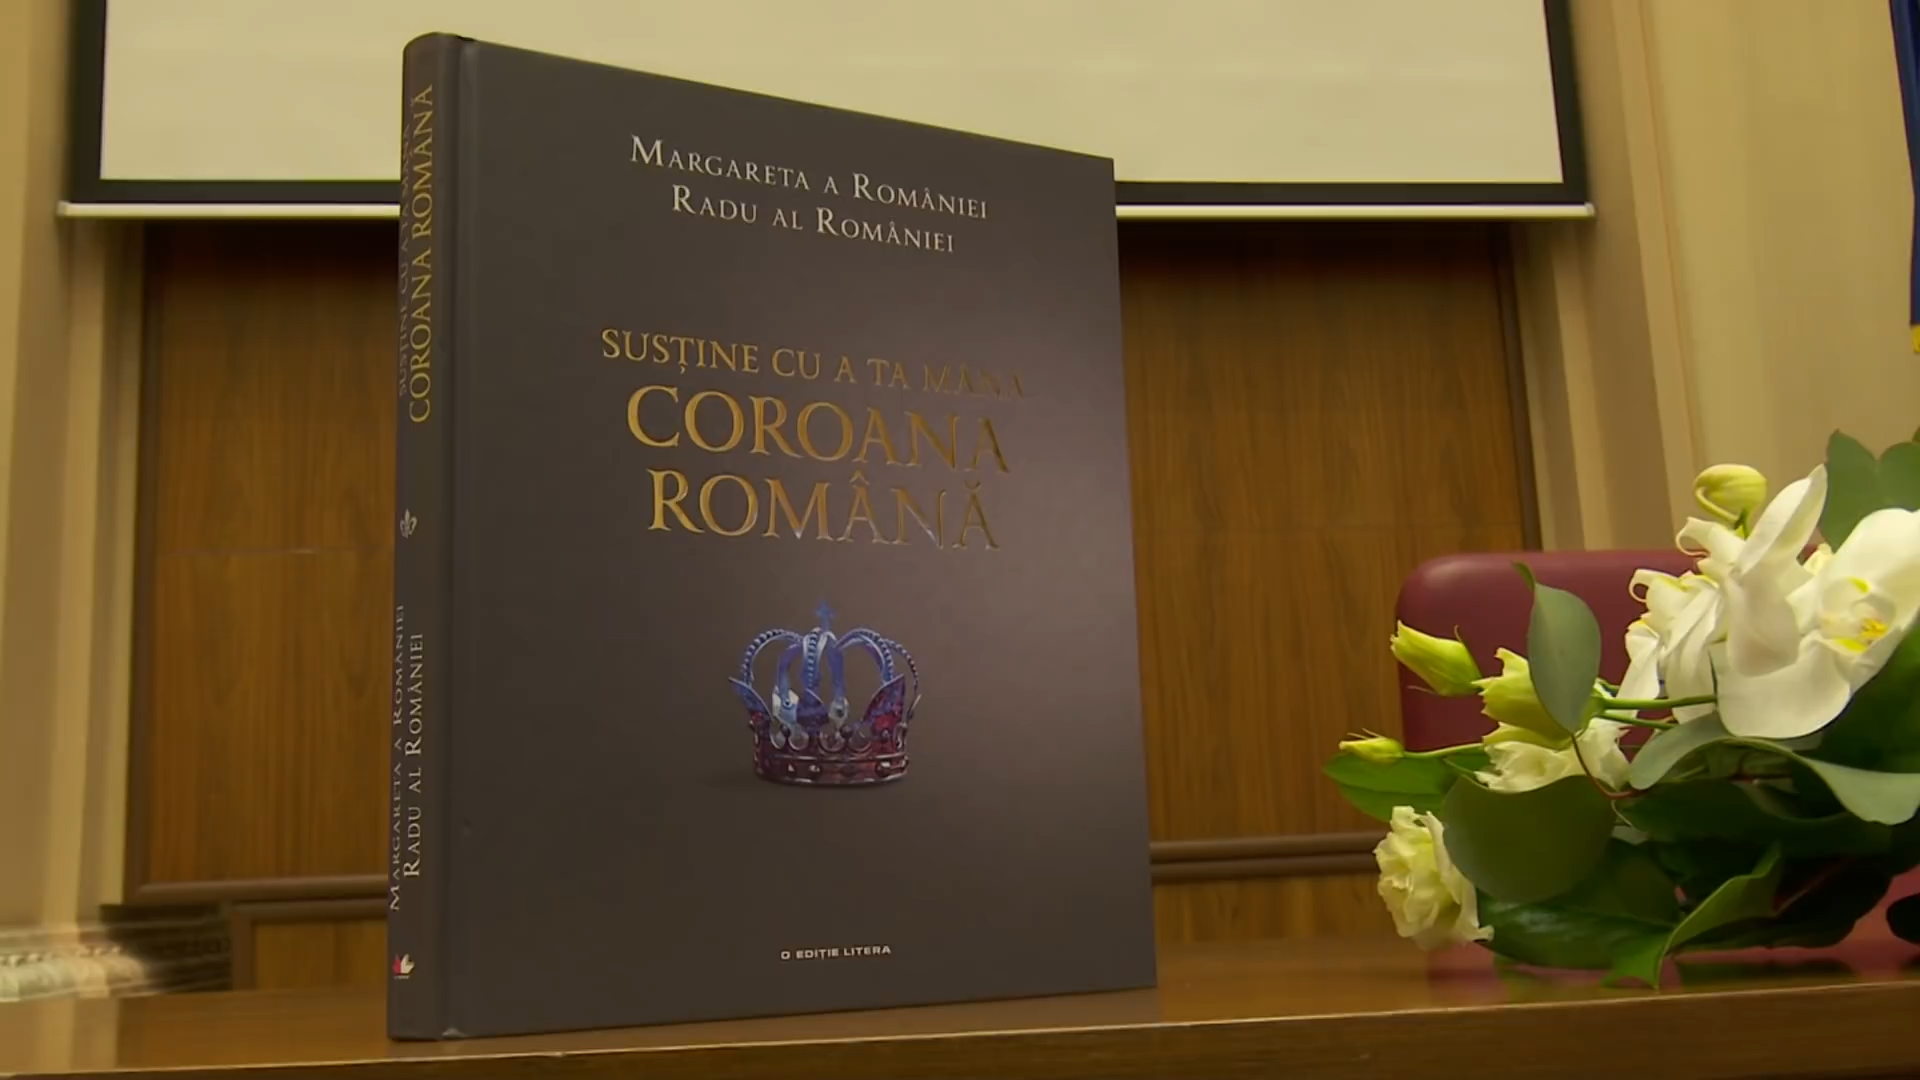 MARGARETA A ROMÂNIEI
RADU AL ROMÂNIEI
SUSȚINE CU A TA MÂNĂ
COROANA
ROMÂNĂ
O EDIȚIE LITERA
SUSȚINE CU A TA MÂNĂ
COROANA ROMÂNĂ
MARGARETA A ROMÂNIEI
RADU AL ROMÂNIEI